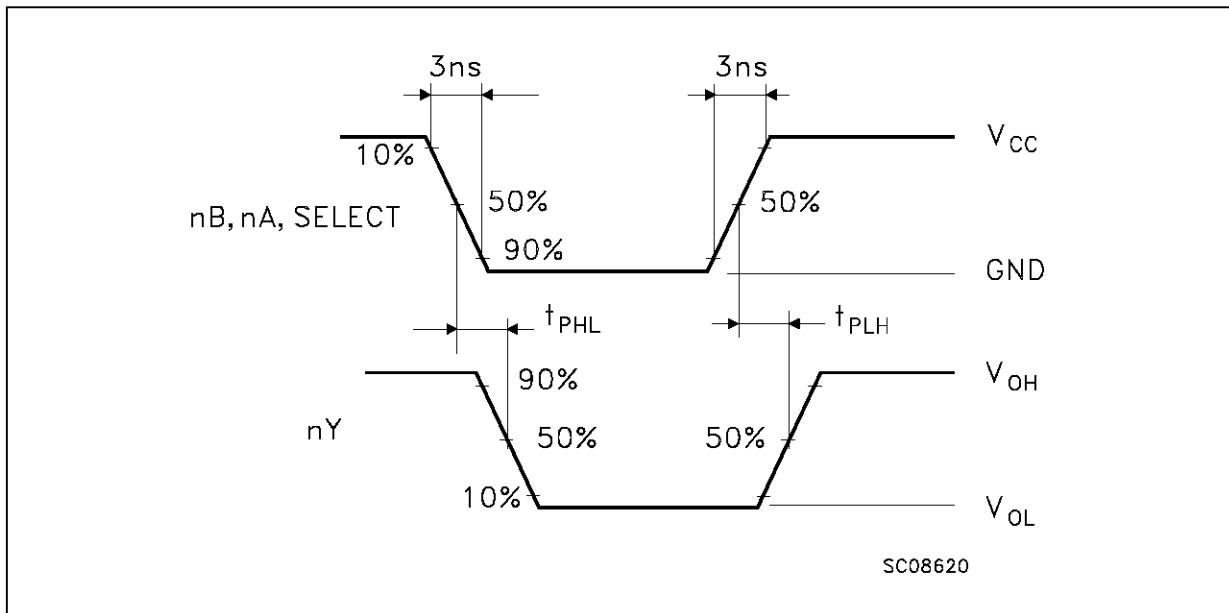 3ns 3ns
V_CC
10%
nB, nA, SELECT 50% 50%
90%
GND
t_PHL t_PLH
90% V_OH
nY 50% 50%
10% V_OL
SC08620